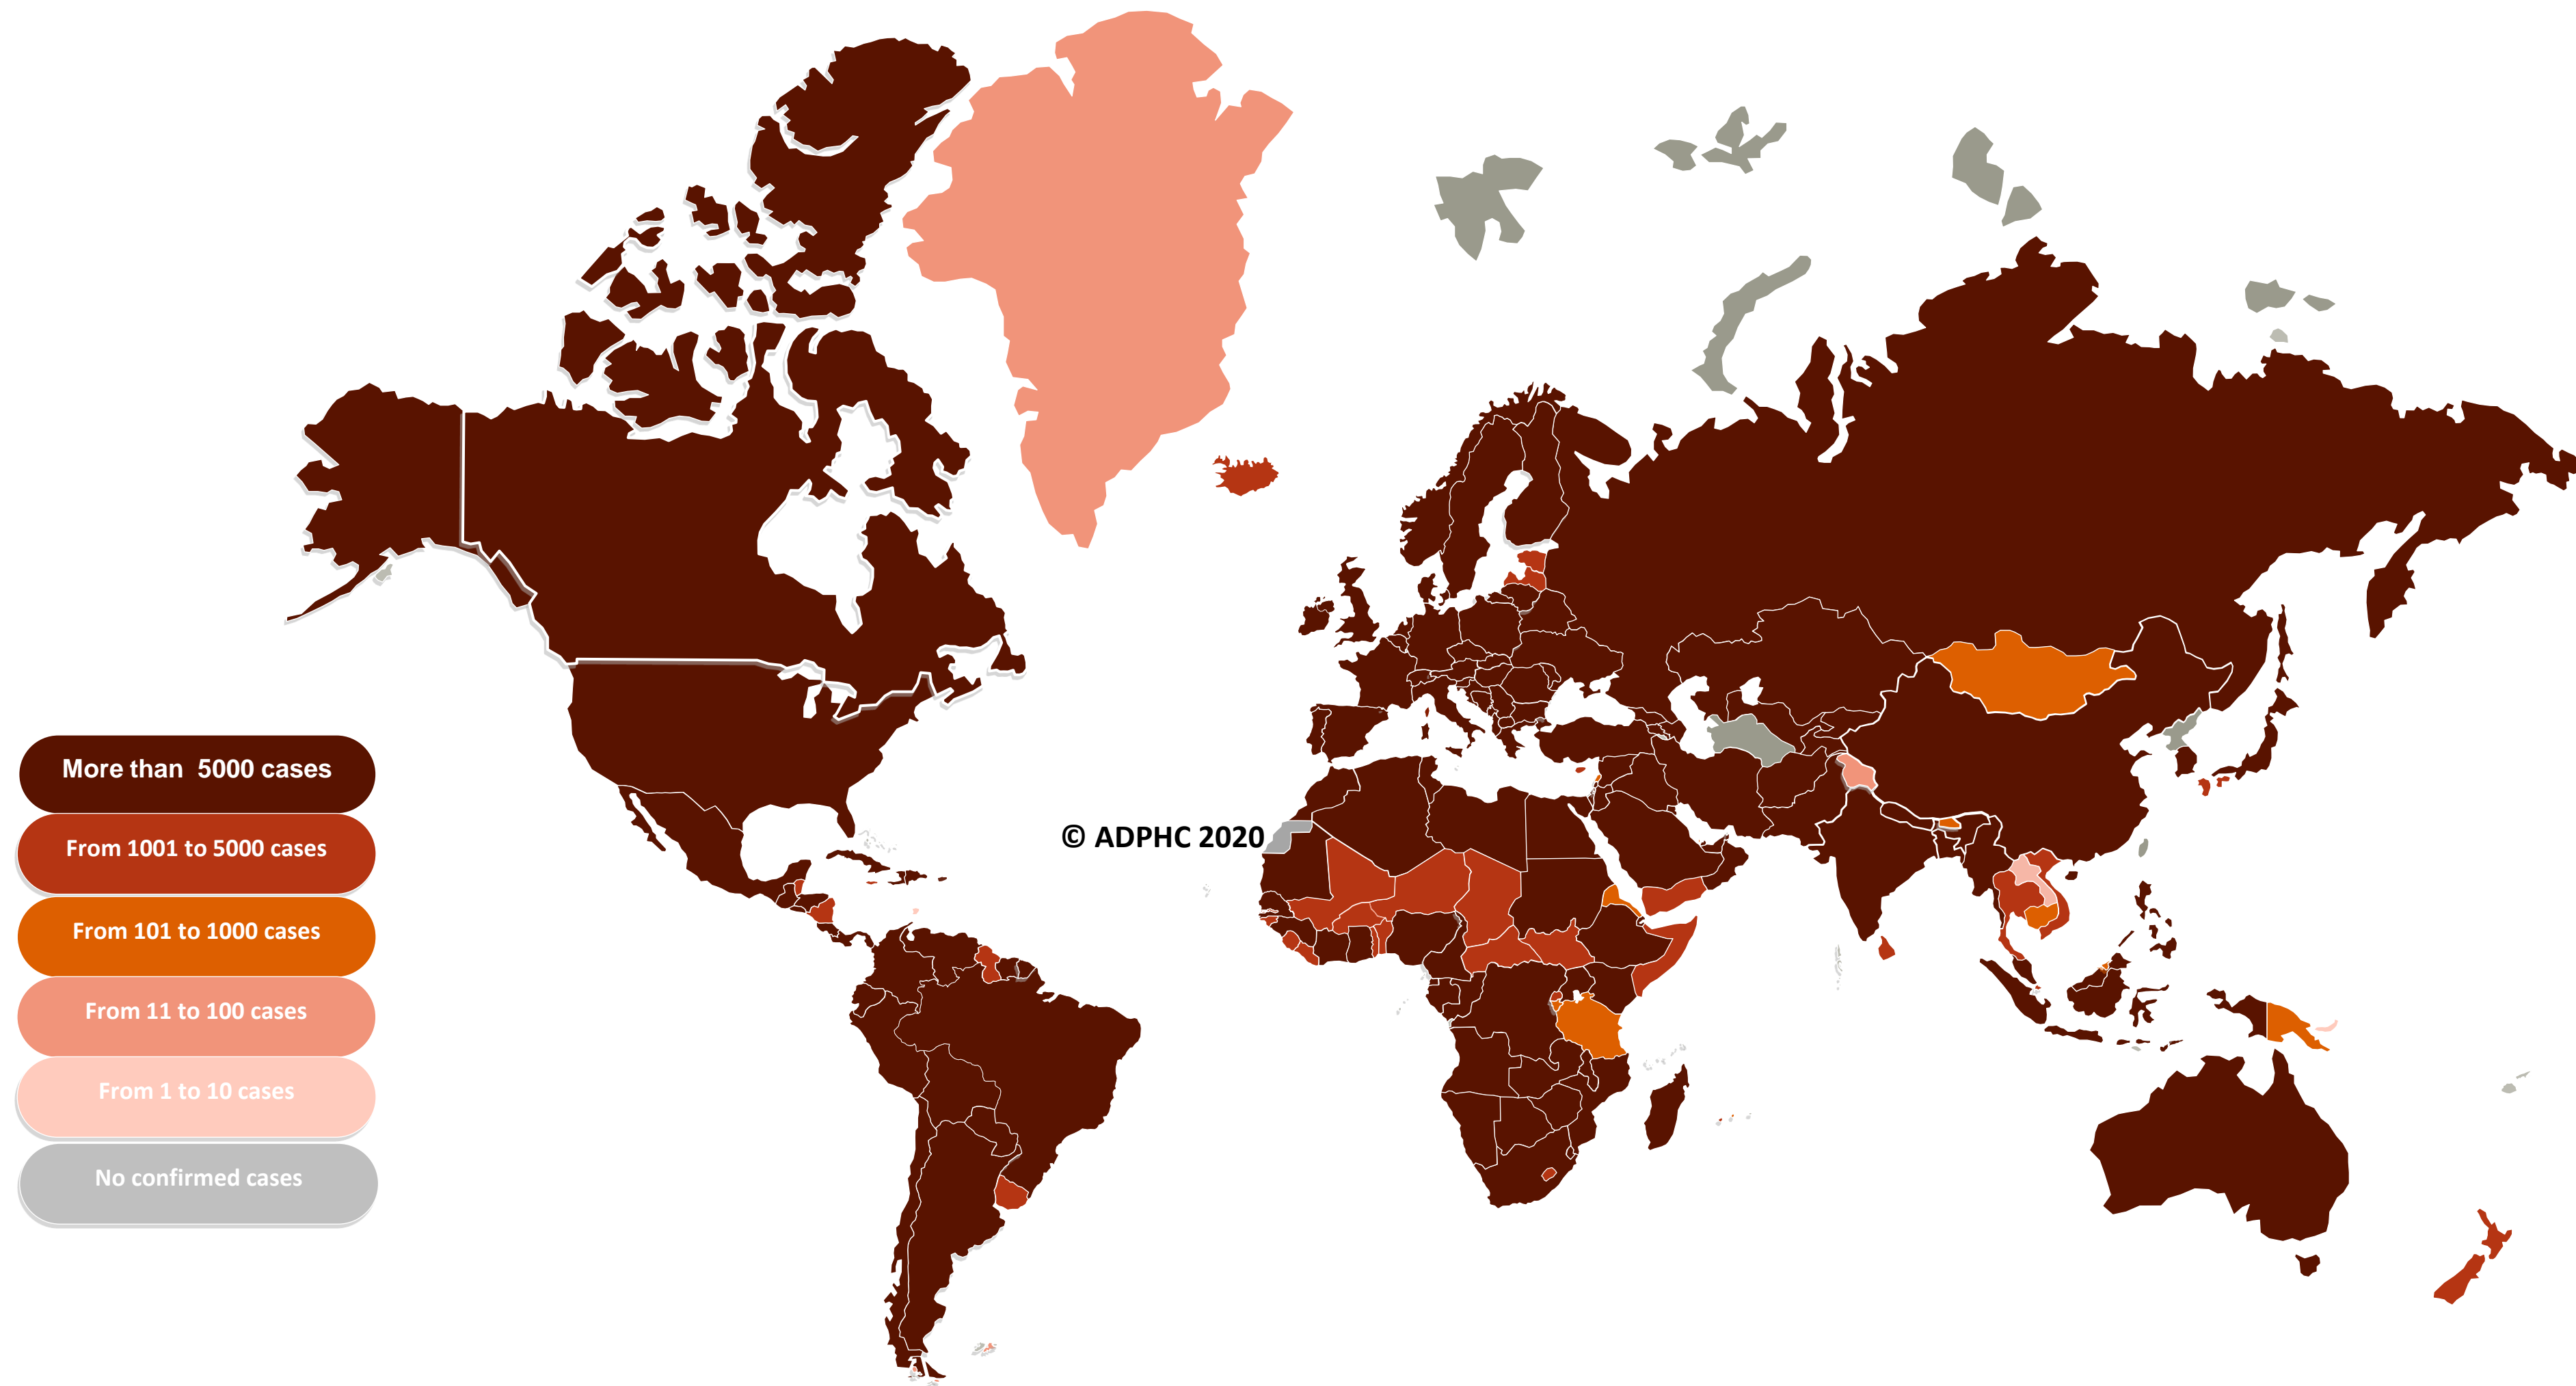 More than  5000 cases
From 1001 to 5000 cases
From 101 to 1000 cases
From 11 to 100 cases
From 1 to 10 cases
No confirmed cases
© ADPHC 2020